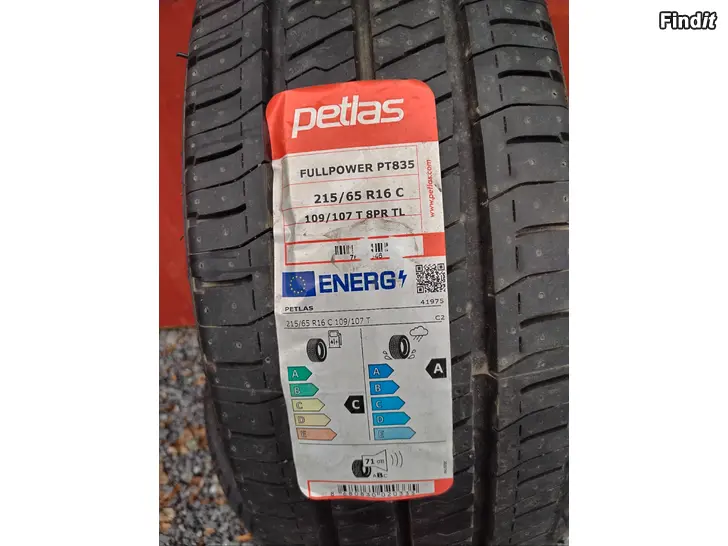 Findit
petlas
FULLPOWER PT835
215/65 R16 C
109/107 T 8PR TL
www.petlas.com
ENERG
PETLAS
41975
215/65 R16 C 109/107 T
C2
A
B
C
D
E
C
A
B
C
D
E
A
71 dB
ABC